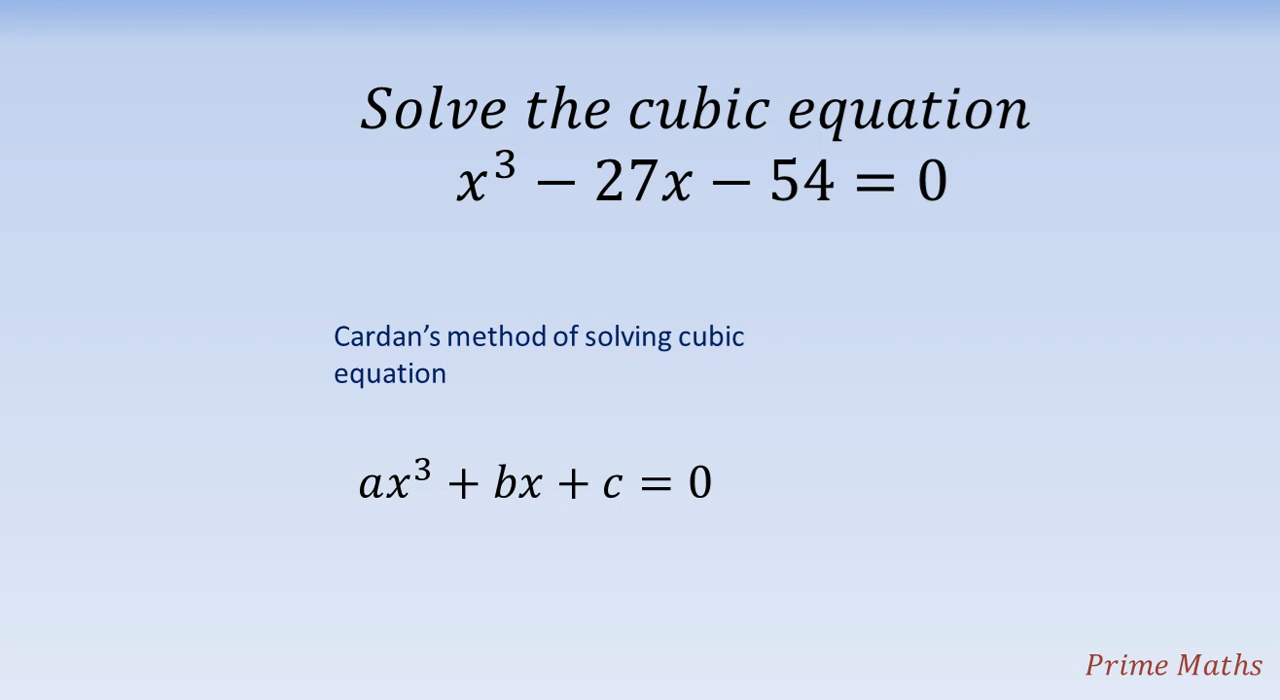 Solve the cubic equation
x³ − 27x − 54 = 0
Cardan’s method of solving cubic
equation
ax³ + bx + c = 0
Prime Maths